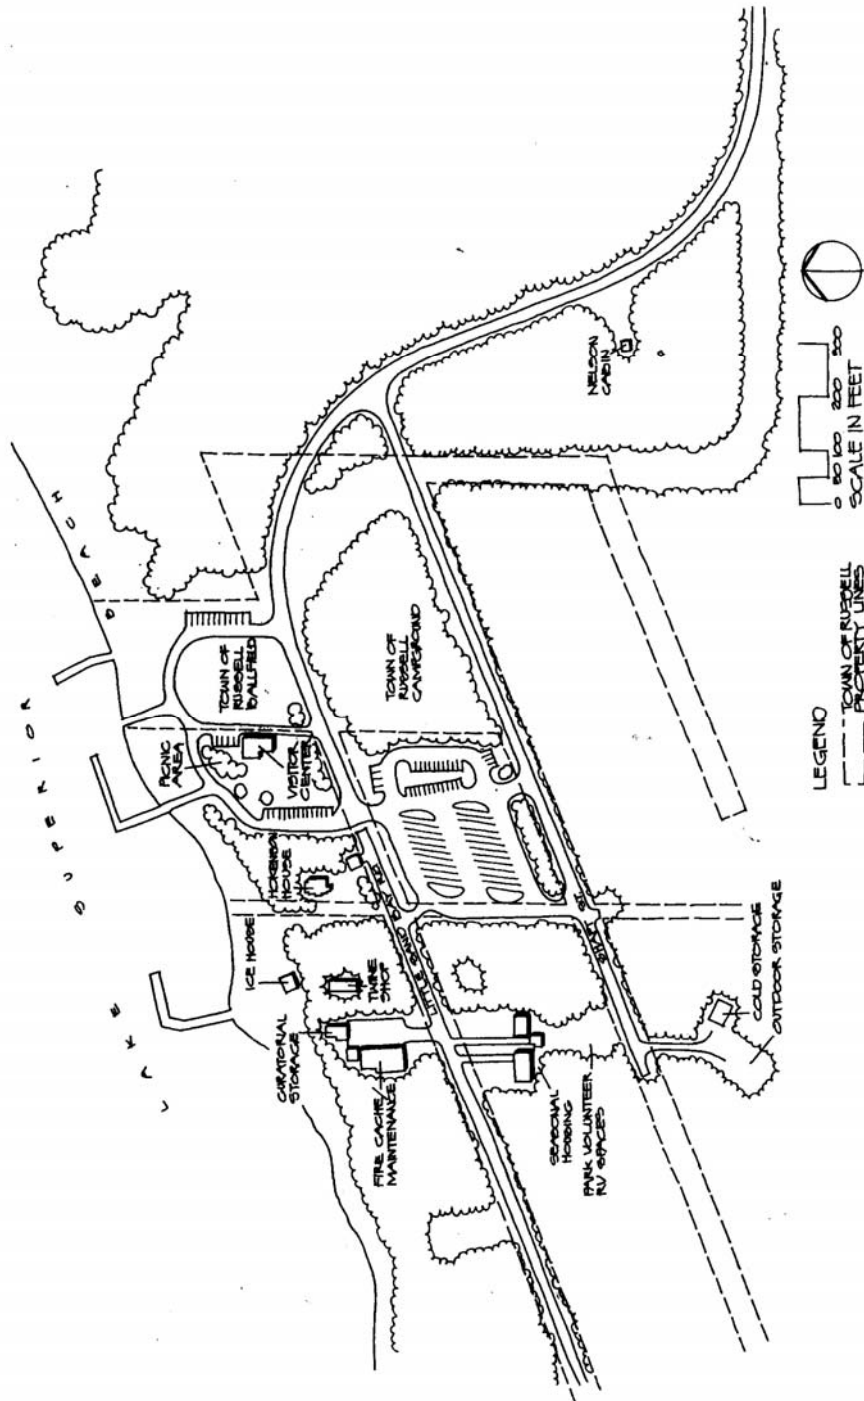 LAKE SUPERIOR
BEACH
PICNIC
AREA
TOWN OF
RUSSELL
BALLFIELD
VISITOR
CENTER
HOKENSON
HOUSE
ICE HOUSE
TWINE
SHOP
CURATORIAL
STORAGE
FIRE CACHE
MAINTENANCE
LITTLE SAND BAY RD.
TOWN OF
RUSSELL
CAMPGROUND
NELSON
CABIN
SEASONAL
HOUSING
PARK VOLUNTEER
RV SPACES
ST.
COLD STORAGE
OUTDOOR STORAGE
LEGEND
TOWN OF RUSSELL
PROPERTY LINES
0 50 100 200 300
SCALE IN FEET